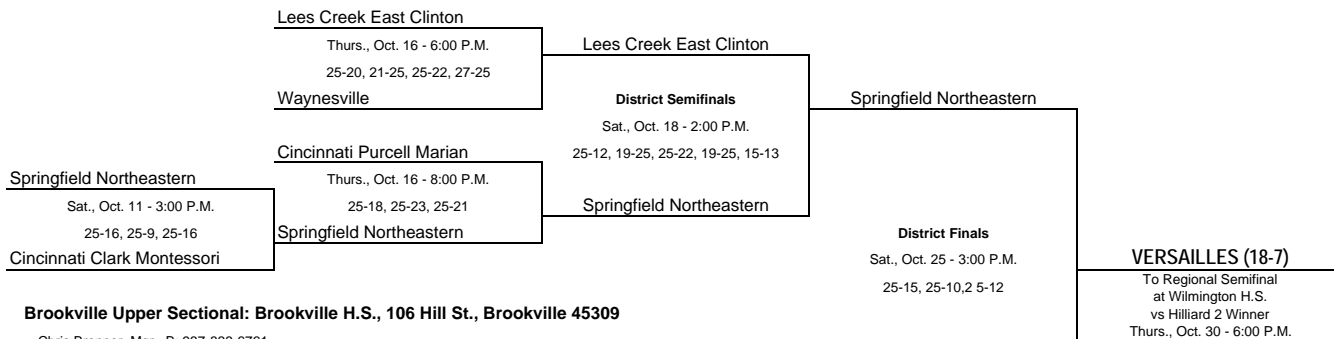 Lees Creek East Clinton
Thurs., Oct. 16 - 6:00 P.M.
25-20, 21-25, 25-22, 27-25
Waynesville
Lees Creek East Clinton
District Semifinals
Sat., Oct. 18 - 2:00 P.M.
25-12, 19-25, 25-22, 19-25, 15-13
Springfield Northeastern
Cincinnati Purcell Marian
Thurs., Oct. 16 - 8:00 P.M.
25-18, 25-23, 25-21
Springfield Northeastern
Springfield Northeastern
Sat., Oct. 11 - 3:00 P.M.
25-16, 25-9, 25-16
Cincinnati Clark Montessori
Springfield Northeastern
District Finals
Sat., Oct. 25 - 3:00 P.M.
25-15, 25-10,2 5-12
VERSAILLES (18-7)
To Regional Semifinal
at Wilmington H.S.
vs Hilliard 2 Winner
Thurs., Oct. 30 - 6:00 P.M.
Brookville Upper Sectional: Brookville H.S., 106 Hill St., Brookville 45309